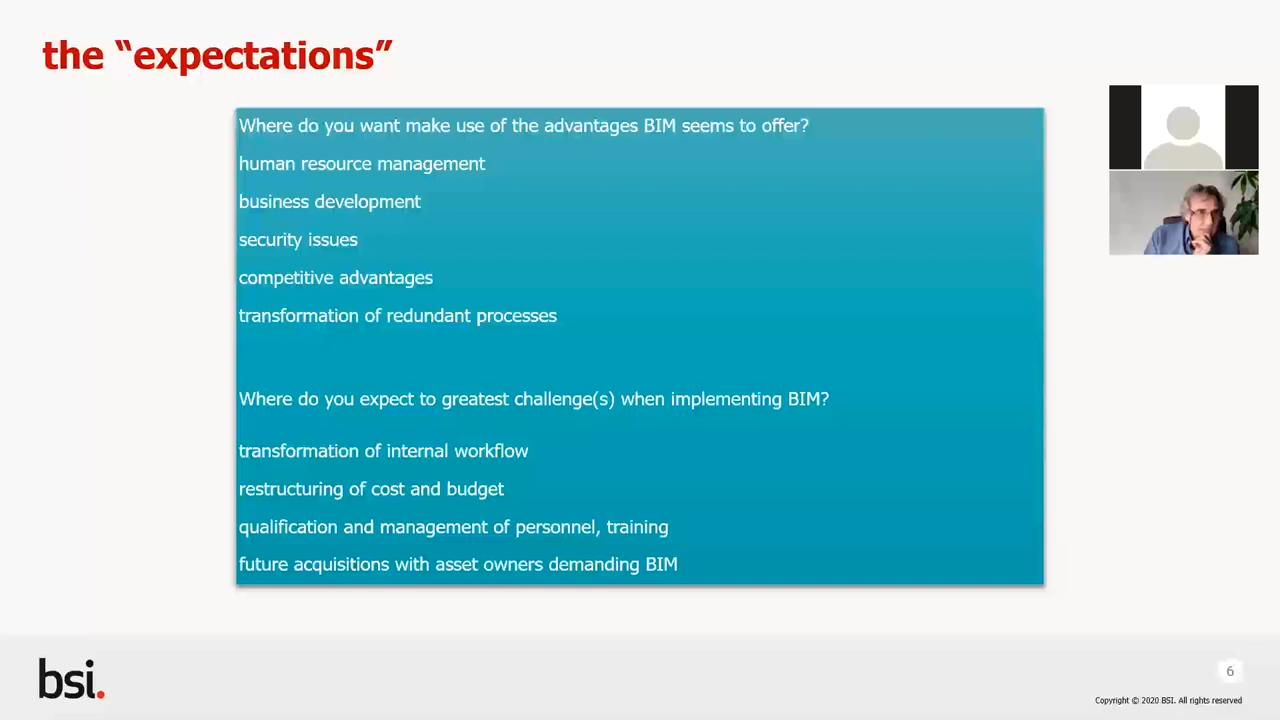 the “expectations”
Where do you want make use of the advantages BIM seems to offer?
human resource management
business development
security issues
competitive advantages
transformation of redundant processes
Where do you expect to greatest challenge(s) when implementing BIM?
transformation of internal workflow
restructuring of cost and budget
qualification and management of personnel, training
future acquisitions with asset owners demanding BIM
bsi.
6
Copyright © 2020 BSI. All rights reserved